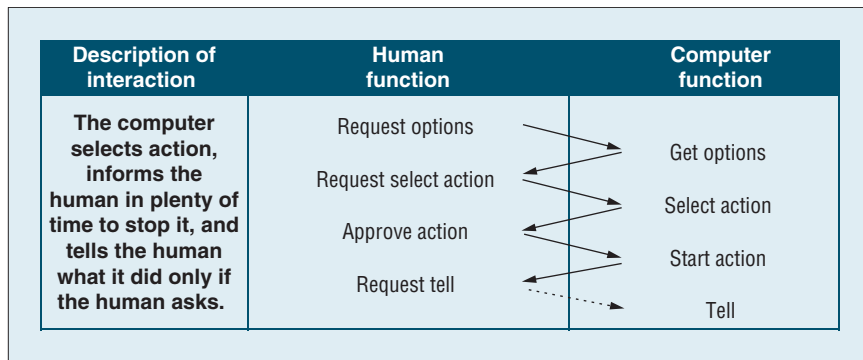 Description of
interaction
Human
function
Computer
function
The computer
selects action,
informs the
human in plenty of
time to stop it, and
tells the human
what it did only if
the human asks.
Request options
Get options
Request select action
Select action
Approve action
Start action
Request tell
Tell